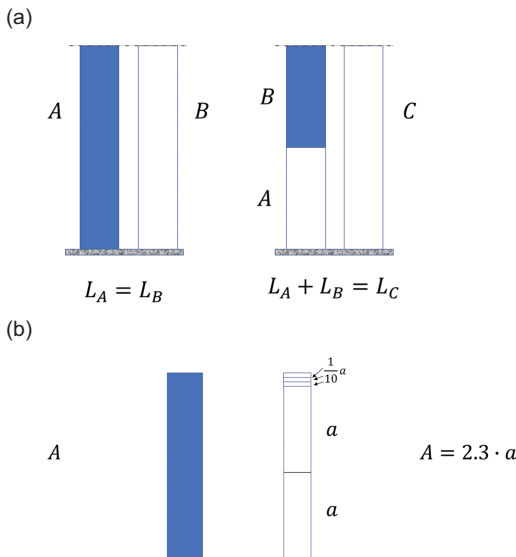 (a)
A
B
B
C
A
L_A = L_B
L_A + L_B = L_C
(b)
1/10 a
a
A
A = 2.3 · a
a